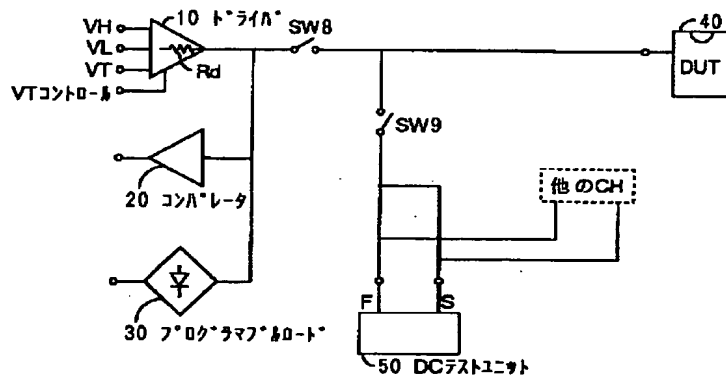 10 ドライバ
SW8
40
VH
VL
VT
Rd
DUT
VTコントロール
SW9
20 コンパレータ
他のCH
F
S
30 プログラマブルロード
50 DCテストユニット